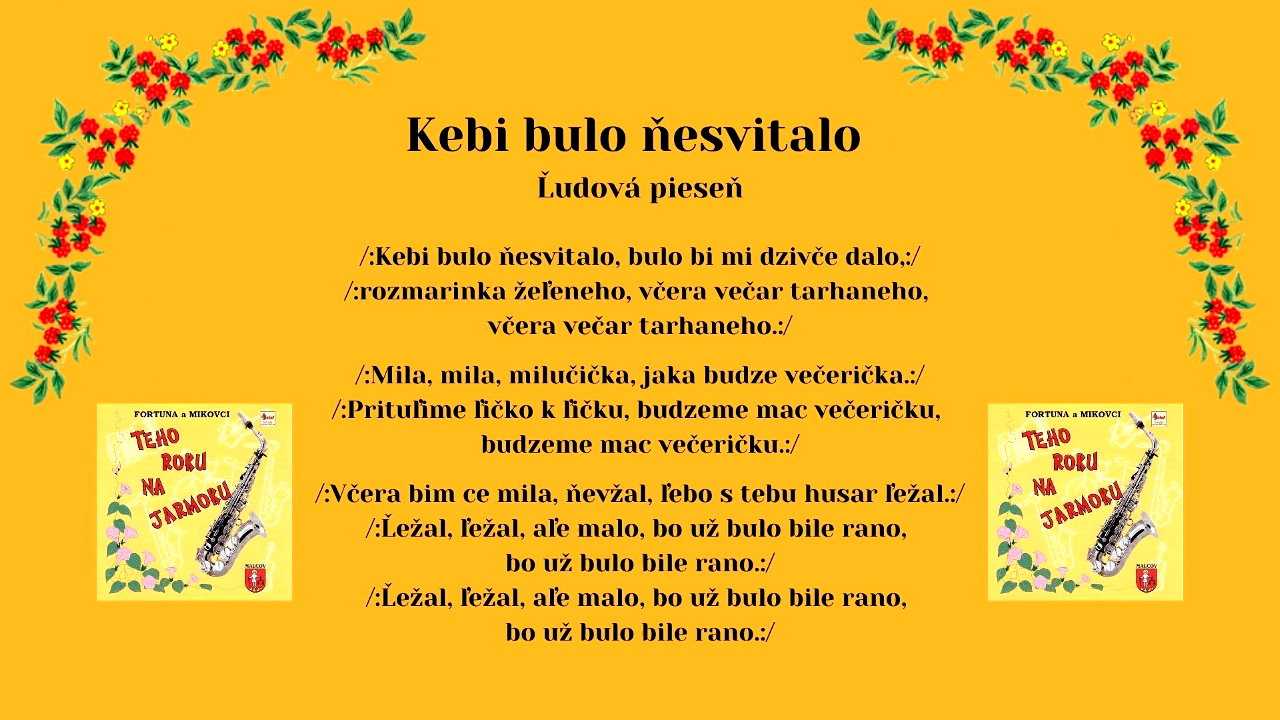 Kebi bulo ňesvitalo
Ľudová pieseň
/:Kebi bulo ňesvitalo, bulo bi mi dzivče dalo,:/
/:rozmarinka žeľeneho, včera večar tarhaneho,
včera večar tarhaneho.:/
/:Mila, mila, milučička, jaka budze večerička.:/
/:Prituľime ľičko k ľičku, budzeme mac večeričku,
budzeme mac večeričku.:/
/:Včera bim ce mila, ňevžal, ľebo s tebu husar ľežal.:/
/:Ľežal, ľežal, aľe malo, bo už bulo bile rano,
bo už bulo bile rano.:/
/:Ľežal, ľežal, aľe malo, bo už bulo bile rano,
bo už bulo bile rano.:/
FORTUNA a MIKOVCI
TEHO
ROKU
NA
JARMOKU
MALCOV
FORTUNA a MIKOVCI
TEHO
ROKU
NA
JARMOKU
MALCOV